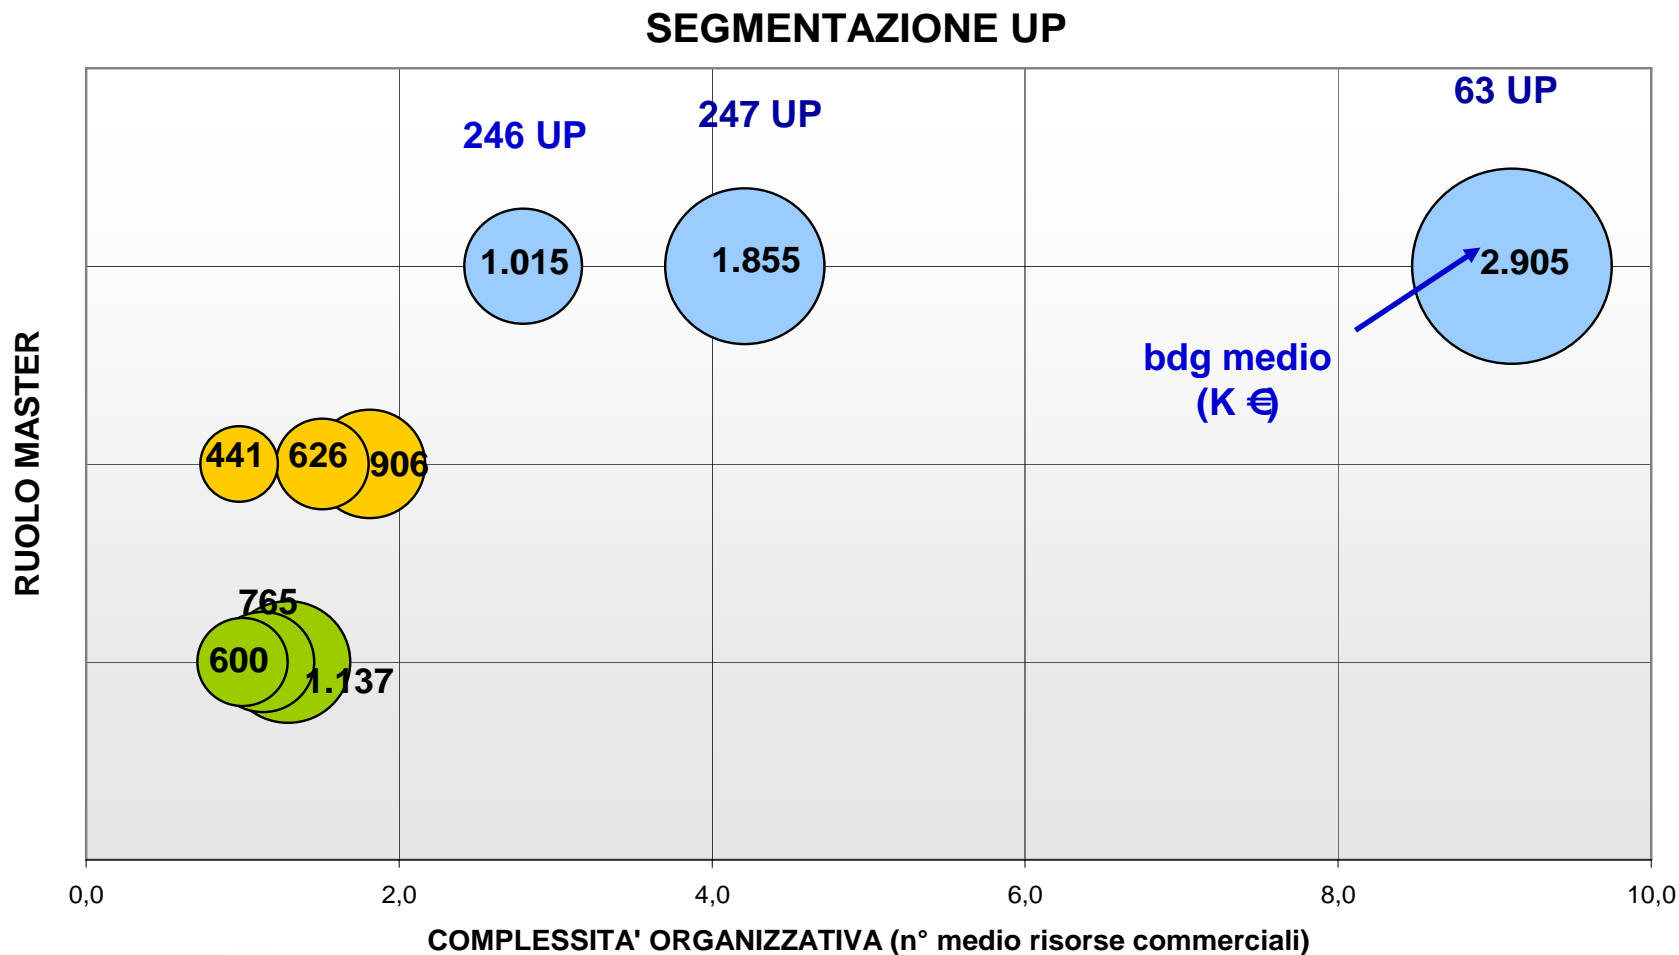 SEGMENTAZIONE UP
63 UP
247 UP
246 UP
1.015
1.855
2.905
bdg medio
(K €)
RUOLO MASTER
441
626
906
765
600
1.137
0,0
2,0
4,0
6,0
8,0
10,0
COMPLESSITA' ORGANIZZATIVA (n° medio risorse commerciali)